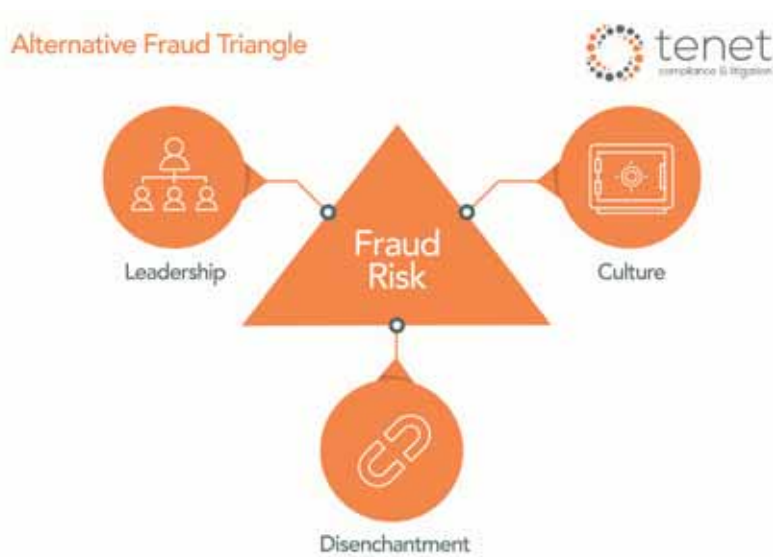 Alternative Fraud Triangle
tenet
compliance & litigation
Fraud
Risk
Leadership
Culture
Disenchantment